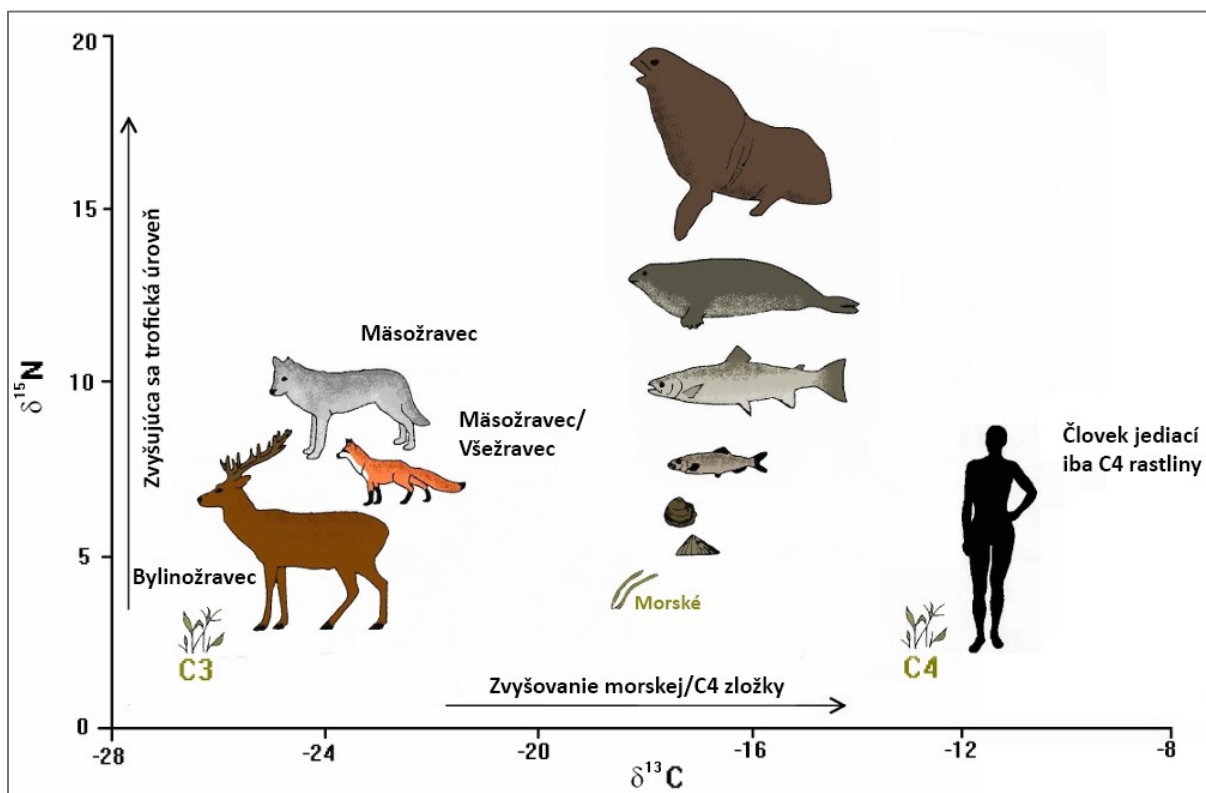 20
15
10
5
0
δ¹⁵N
Zvyšujúca sa trofická úroveň
Mäsožravec
Mäsožravec/
Všežravec
Bylinožravec
C3
Morské
C4
Človek jediaci
iba C4 rastliny
Zvyšovanie morskej/C4 zložky
-28
-24
-20
-16
-12
-8
δ¹³C